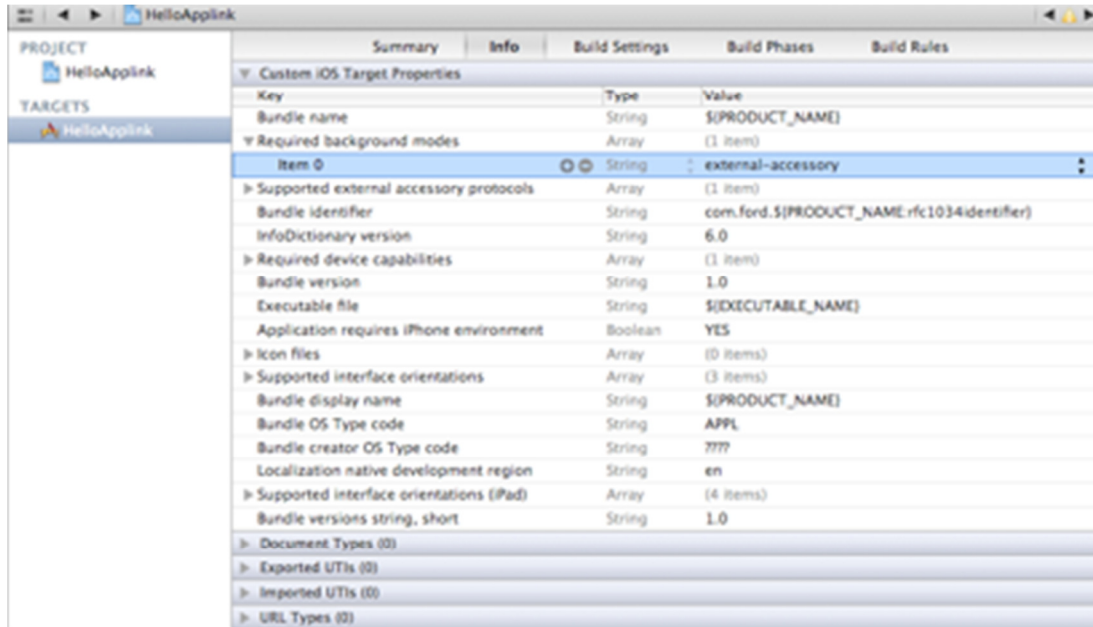 HelloApplink
PROJECT
HelloApplink
TARGETS
HelloApplink
Summary Info Build Settings Build Phases Build Rules
Custom iOS Target Properties
Key Type Value
Bundle name String ${PRODUCT_NAME}
Required background modes Array (1 item)
Item 0 String external-accessory
Supported external accessory protocols Array (1 item)
Bundle identifier String com.ford.${PRODUCT_NAME:rfc1034identifier}
InfoDictionary version String 6.0
Required device capabilities Array (1 item)
Bundle version String 1.0
Executable file String ${EXECUTABLE_NAME}
Application requires iPhone environment Boolean YES
Icon files Array (0 items)
Supported interface orientations Array (3 items)
Bundle display name String ${PRODUCT_NAME}
Bundle OS Type code String APPL
Bundle creator OS Type code String ????
Localization native development region String en
Supported interface orientations (iPad) Array (4 items)
Bundle versions string, short String 1.0
Document Types (0)
Exported UTIs (0)
Imported UTIs (0)
URL Types (0)